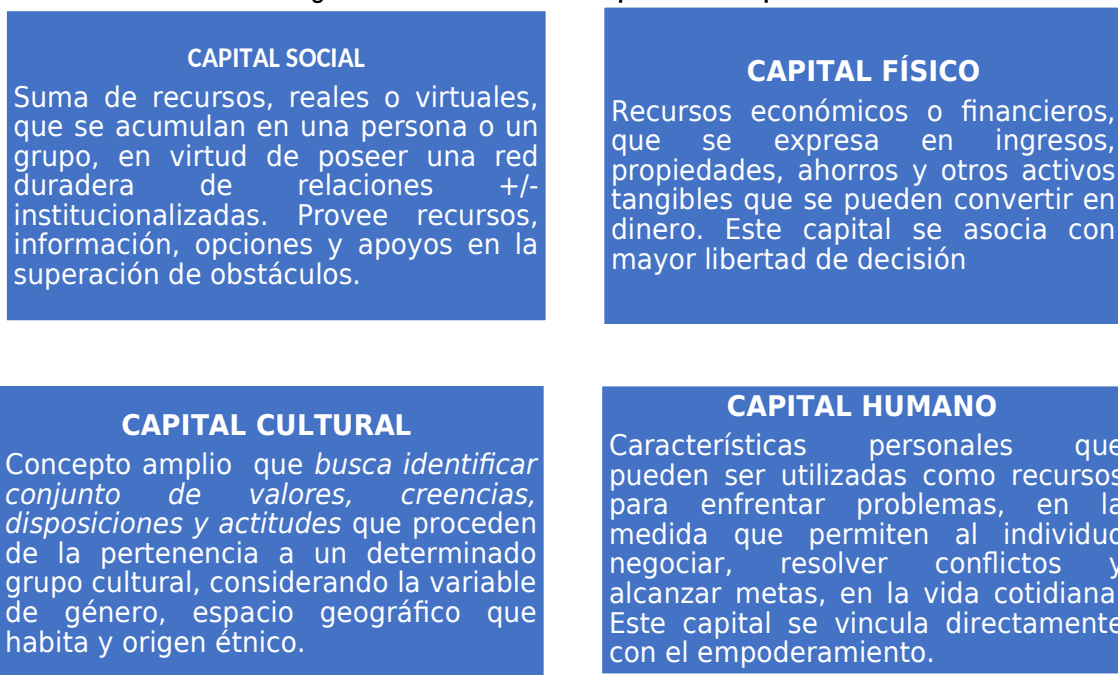 CAPITAL SOCIAL
Suma de recursos, reales o virtuales,
que se acumulan en una persona o un
grupo, en virtud de poseer una red
duradera de relaciones +/-
institucionalizadas. Provee recursos,
información, opciones y apoyos en la
superación de obstáculos.
CAPITAL FÍSICO
Recursos económicos o financieros,
que se expresa en ingresos,
propiedades, ahorros y otros activos
tangibles que se pueden convertir en
dinero. Este capital se asocia con
mayor libertad de decisión
CAPITAL CULTURAL
Concepto amplio que busca identificar
conjunto de valores, creencias,
disposiciones y actitudes que proceden
de la pertenencia a un determinado
grupo cultural, considerando la variable
de género, espacio geográfico que
habita y origen étnico.
CAPITAL HUMANO
Características personales que
pueden ser utilizadas como recursos
para enfrentar problemas, en la
medida que permiten al individuo
negociar, resolver conflictos y
alcanzar metas, en la vida cotidiana
Este capital se vincula directamente
con el empoderamiento.